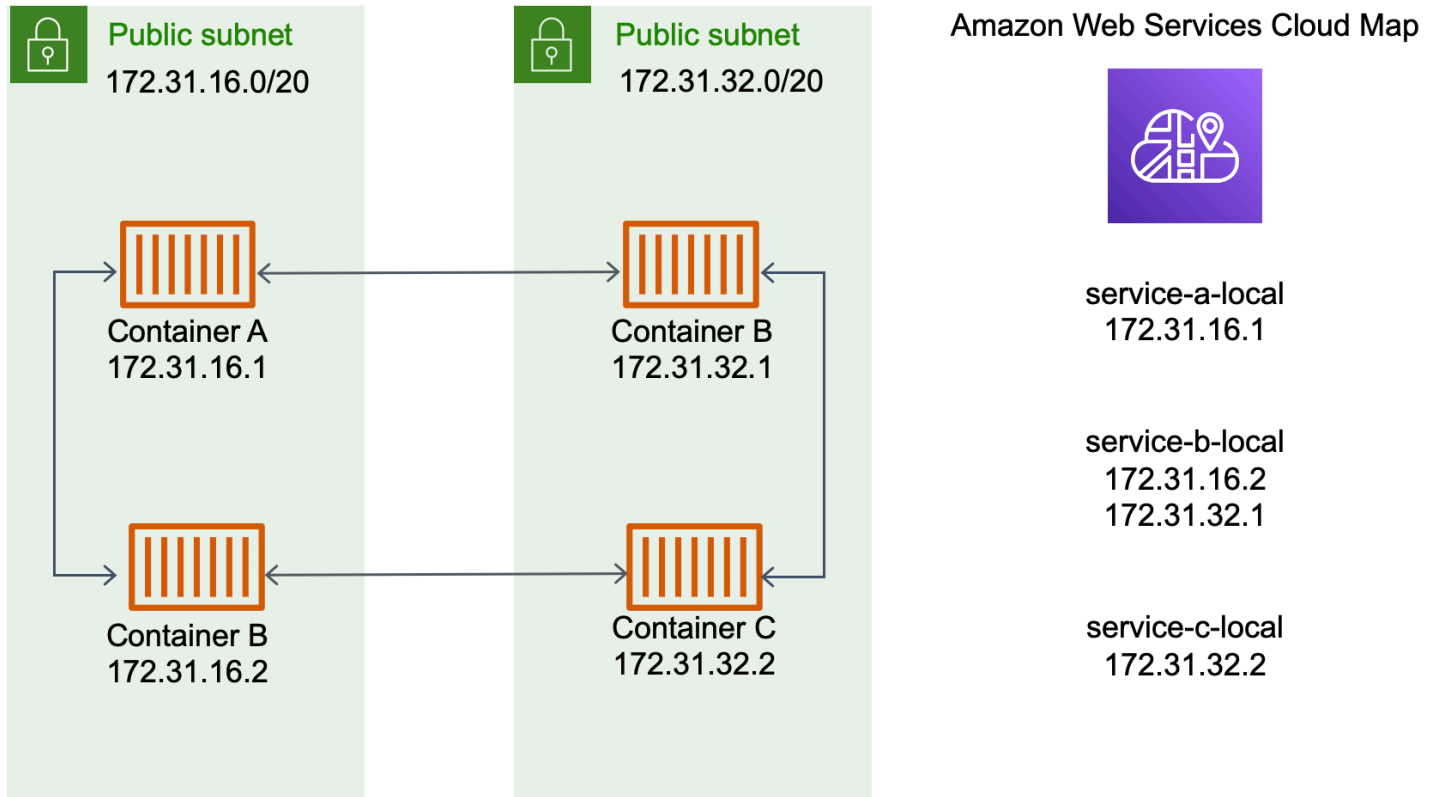 Public subnet
172.31.16.0/20
Public subnet
172.31.32.0/20
Amazon Web Services Cloud Map
Container A
172.31.16.1
Container B
172.31.32.1
service-a-local
172.31.16.1
service-b-local
172.31.16.2
172.31.32.1
Container B
172.31.16.2
Container C
172.31.32.2
service-c-local
172.31.32.2